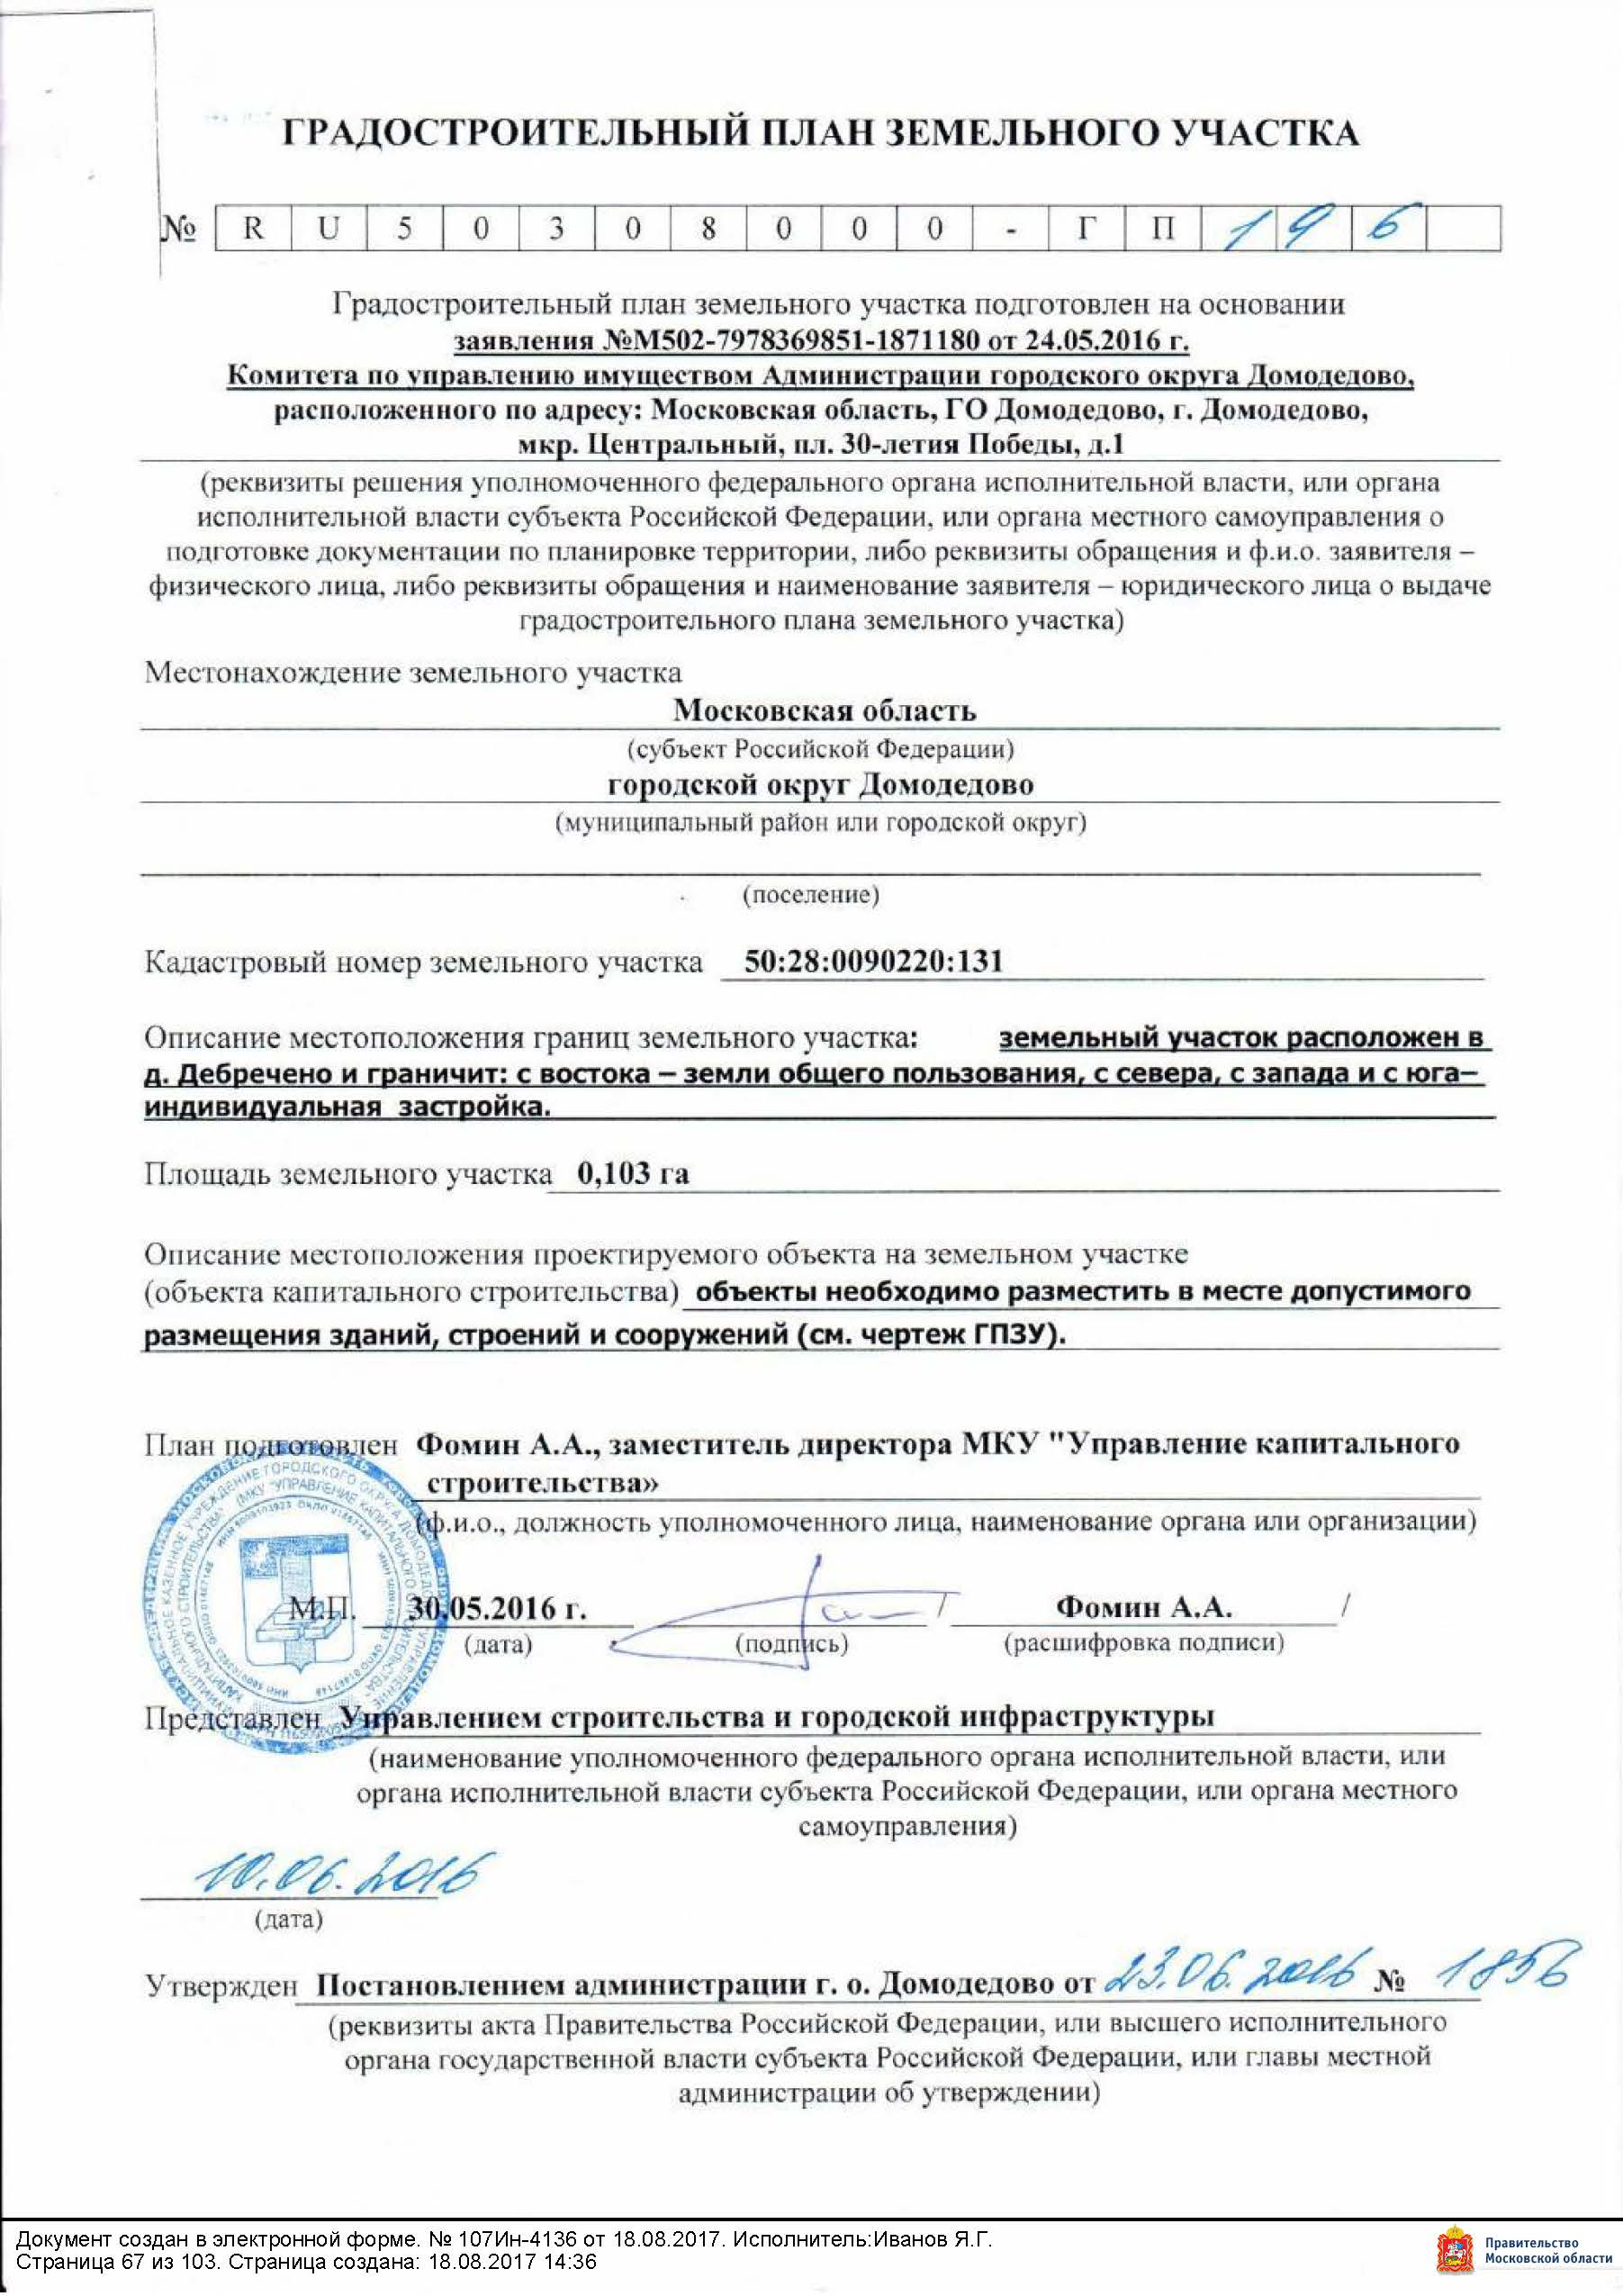 ГРАДОСТРОИТЕЛЬНЫЙ ПЛАН ЗЕМЕЛЬНОГО УЧАСТКА
№ R U 5 0 3 0 8 0 0 0 - Г П 1 9 6
Градостроительный план земельного участка подготовлен на основании
заявления №М502-7978369851-1871180 от 24.05.2016 г.
Комитета по управлению имуществом Администрации городского округа Домодедово,
расположенного по адресу: Московская область, ГО Домодедово, г. Домодедово,
мкр. Центральный, пл. 30-летия Победы, д.1
(реквизиты решения уполномоченного федерального органа исполнительной власти, или органа
исполнительной власти субъекта Российской Федерации, или органа местного самоуправления о
подготовке документации по планировке территории, либо реквизиты обращения и ф.и.о. заявителя –
физического лица, либо реквизиты обращения и наименование заявителя – юридического лица о выдаче
градостроительного плана земельного участка)
Местонахождение земельного участка
Московская область
(субъект Российской Федерации)
городской округ Домодедово
(муниципальный район или городской округ)
(поселение)
Кадастровый номер земельного участка 50:28:0090220:131
Описание местоположения границ земельного участка: земельный участок расположен в
д. Дебречено и граничит: с востока – земли общего пользования, с севера, с запада и с юга–
индивидуальная застройка.
Площадь земельного участка 0,103 га
Описание местоположения проектируемого объекта на земельном участке
(объекта капитального строительства) объекты необходимо разместить в месте допустимого
размещения зданий, строений и сооружений (см. чертеж ГПЗУ).
План подготовлен Фомин А.А., заместитель директора МКУ "Управление капитального
строительства»
(ф.и.о., должность уполномоченного лица, наименование органа или организации)
М.П. 30.05.2016 г. / Фомин А.А. /
(дата) (подпись) (расшифровка подписи)
Представлен Управлением строительства и городской инфраструктуры
(наименование уполномоченного федерального органа исполнительной власти, или
органа исполнительной власти субъекта Российской Федерации, или органа местного
самоуправления)
10.06.2016
(дата)
Утвержден Постановлением администрации г. о. Домодедово от 23.06.2016 № 1856
(реквизиты акта Правительства Российской Федерации, или высшего исполнительного
органа государственной власти субъекта Российской Федерации, или главы местной
администрации об утверждении)
Документ создан в электронной форме. № 107Ин-4136 от 18.08.2017. Исполнитель:Иванов Я.Г.
Страница 67 из 103. Страница создана: 18.08.2017 14:36
Правительство
Московской области